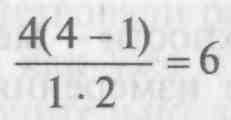 4(4 – 1)
1 · 2
= 6